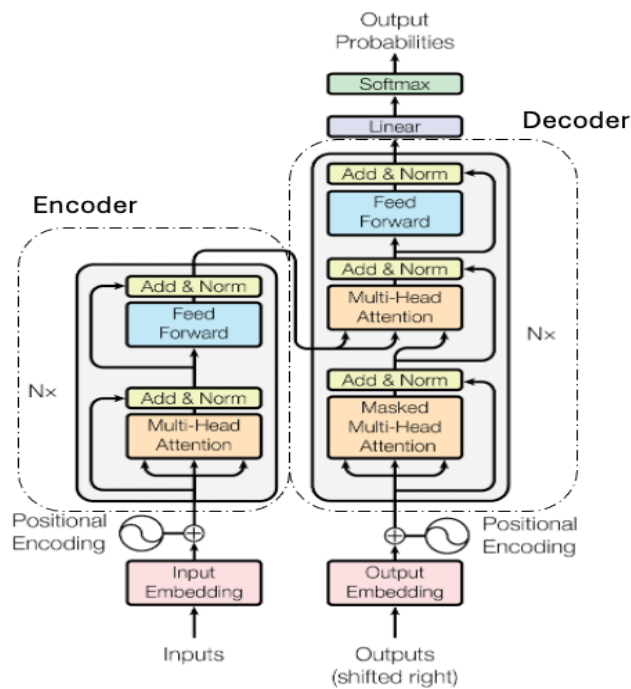 Output
Probabilities
Softmax
Linear
Decoder
Add & Norm
Feed
Forward
Add & Norm
Multi-Head
Attention
Nx
Add & Norm
Masked
Multi-Head
Attention
Encoder
Add & Norm
Feed
Forward
Nx
Add & Norm
Multi-Head
Attention
Positional
Encoding
Positional
Encoding
Input
Embedding
Output
Embedding
Inputs
Outputs
(shifted right)